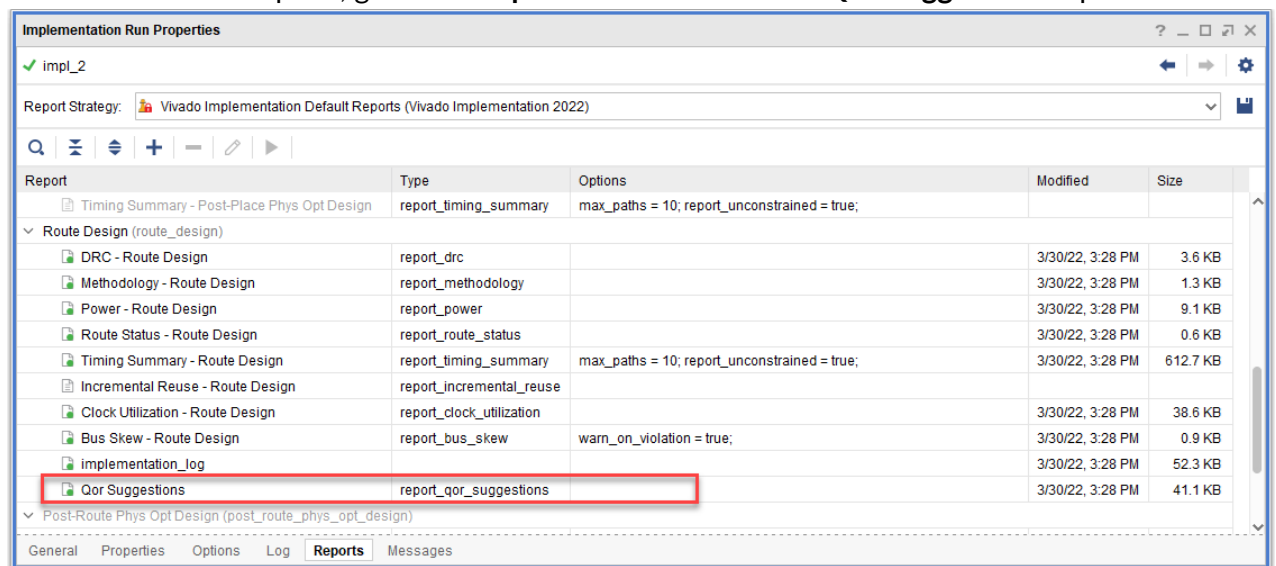 Implementation Run Properties
impl_2
Report Strategy: Vivado Implementation Default Reports (Vivado Implementation 2022)
Report Type Options Modified Size
Timing Summary - Post-Place Phys Opt Design report_timing_summary max_paths = 10; report_unconstrained = true;
Route Design (route_design)
DRC - Route Design report_drc 3/30/22, 3:28 PM 3.6 KB
Methodology - Route Design report_methodology 3/30/22, 3:28 PM 1.3 KB
Power - Route Design report_power 3/30/22, 3:28 PM 9.1 KB
Route Status - Route Design report_route_status 3/30/22, 3:28 PM 0.6 KB
Timing Summary - Route Design report_timing_summary max_paths = 10; report_unconstrained = true; 3/30/22, 3:28 PM 612.7 KB
Incremental Reuse - Route Design report_incremental_reuse
Clock Utilization - Route Design report_clock_utilization 3/30/22, 3:28 PM 38.6 KB
Bus Skew - Route Design report_bus_skew warn_on_violation = true; 3/30/22, 3:28 PM 0.9 KB
implementation_log 3/30/22, 3:28 PM 52.3 KB
Qor Suggestions report_qor_suggestions 3/30/22, 3:28 PM 41.1 KB
Post-Route Phys Opt Design (post_route_phys_opt_design)
General Properties Options Log Reports Messages